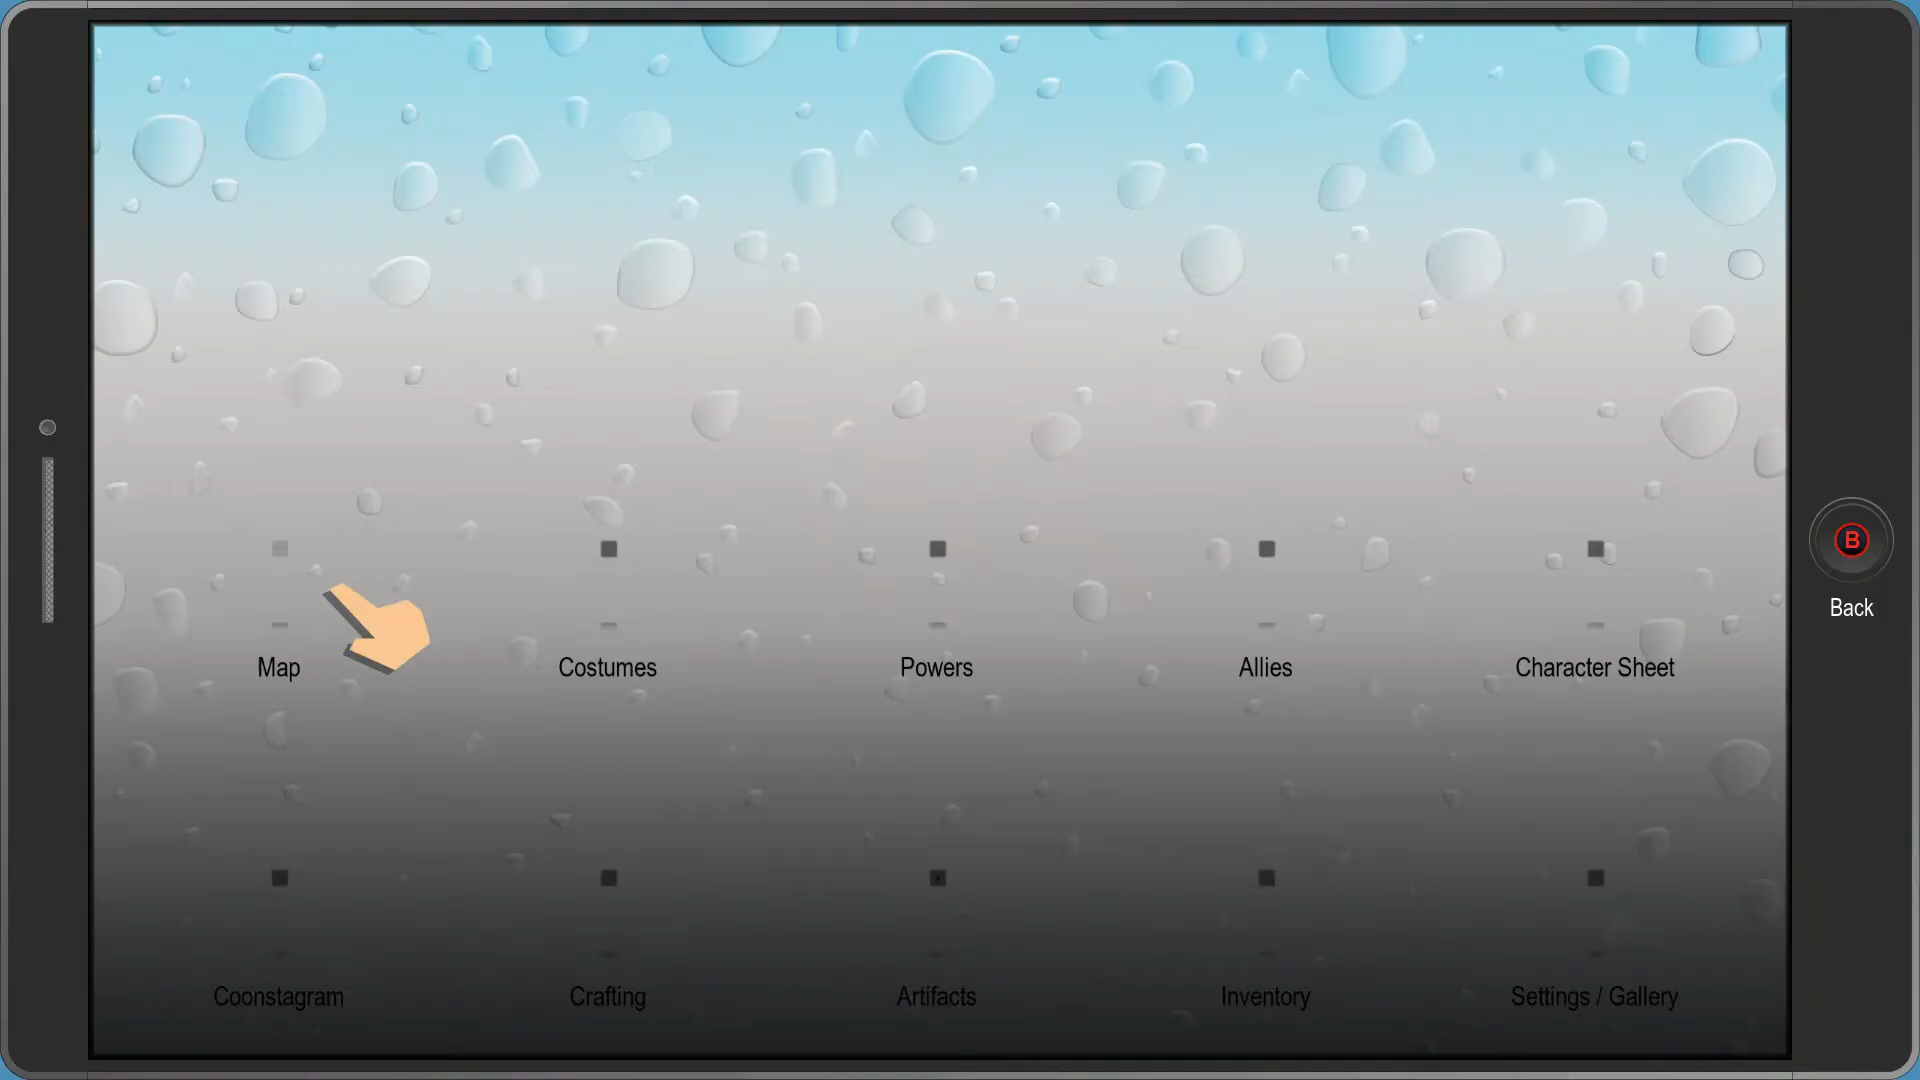 B
Back
Map
Costumes
Powers
Allies
Character Sheet
Coonstagram
Crafting
Artifacts
Inventory
Settings / Gallery